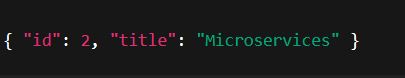 { "id": 2, "title": "Microservices" }